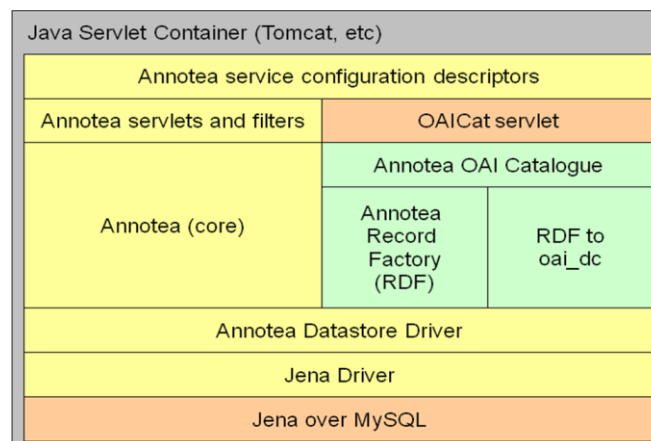 Java Servlet Container (Tomcat, etc)
Annotea service configuration descriptors
Annotea servlets and filters
OAICat servlet
Annotea (core)
Annotea OAI Catalogue
Annotea
Record
Factory
(RDF)
RDF to
oai_dc
Annotea Datastore Driver
Jena Driver
Jena over MySQL